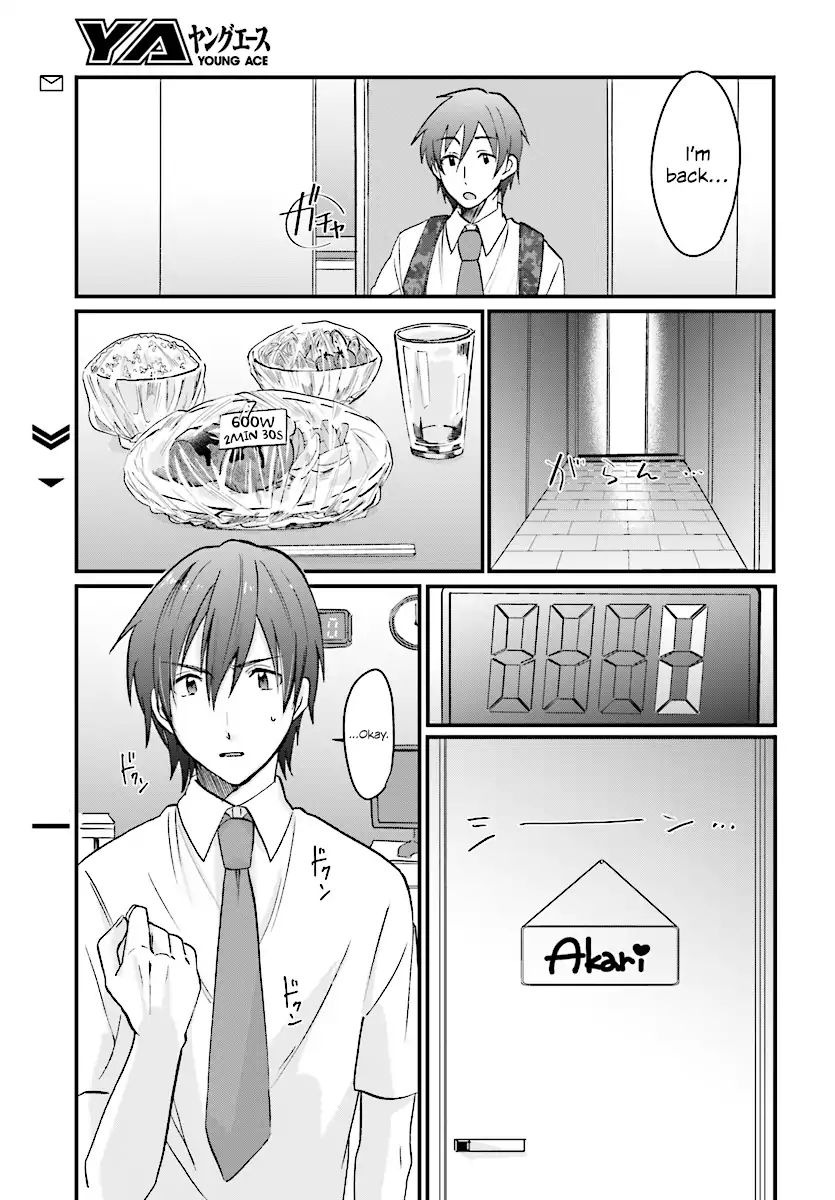 YA ヤングエース
YOUNG ACE
I'm
back...
ガチャ
がらん...
600W
2MIN 30S
シーーン...
Akari
...Okay.
ドクン
ドクン
ドクン